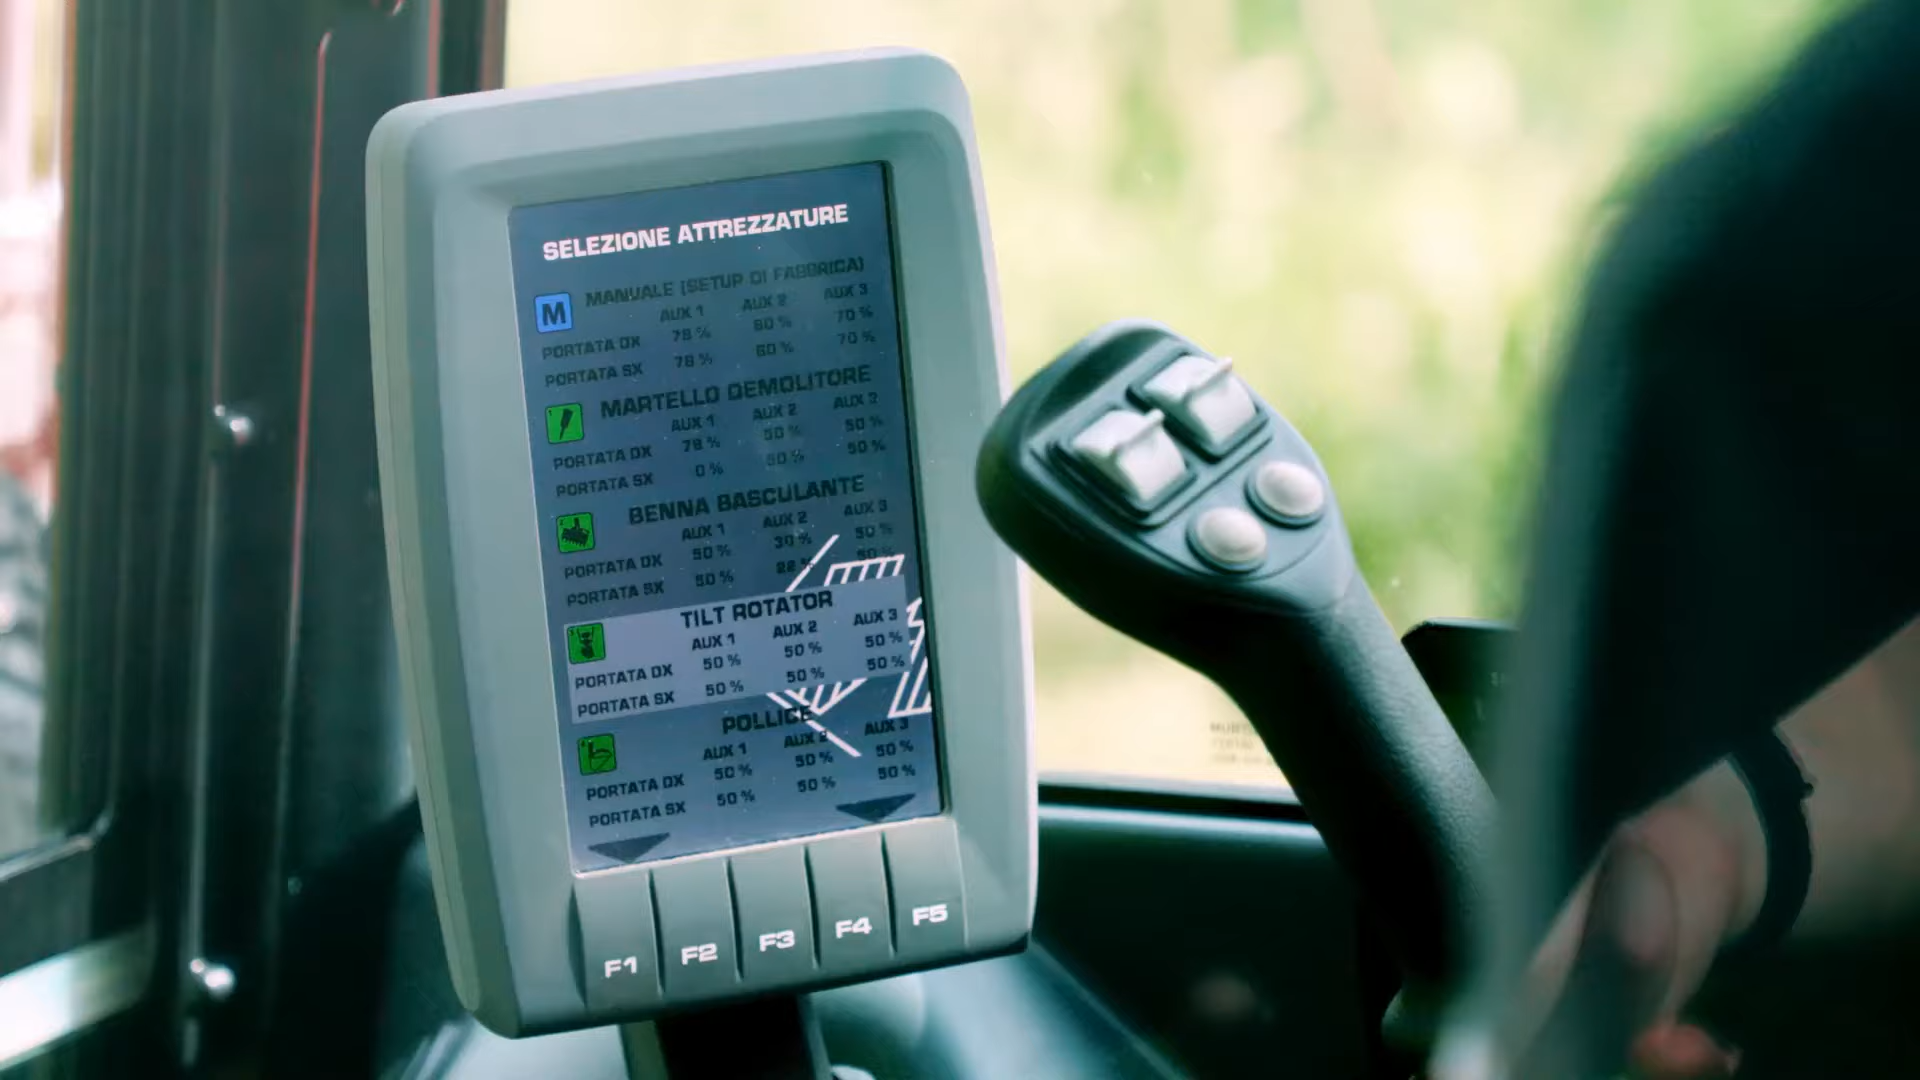 SELEZIONE ATTREZZATURE
M MANUALE (SETUP DI FABBRICA)
AUX 1 AUX 2 AUX 3
PORTATA DX 78 % 60 % 70 %
PORTATA SX 78 % 60 % 70 %
MARTELLO DEMOLITORE
AUX 1 AUX 2 AUX 3
PORTATA DX 78 % 50 % 50 %
PORTATA SX 0 % 50 % 50 %
BENNA BASCULANTE
AUX 1 AUX 2 AUX 3
PORTATA DX 50 % 30 % 50 %
PORTATA SX 50 % 50 %
TILT ROTATOR
AUX 1 AUX 2 AUX 3
PORTATA DX 50 % 50 % 50 %
PORTATA SX 50 % 50 % 50 %
POLLICE
AUX 1 AUX 2 AUX 3
PORTATA DX 50 % 50 % 50 %
PORTATA SX 50 % 50 % 50 %
F1 F2 F3 F4 F5